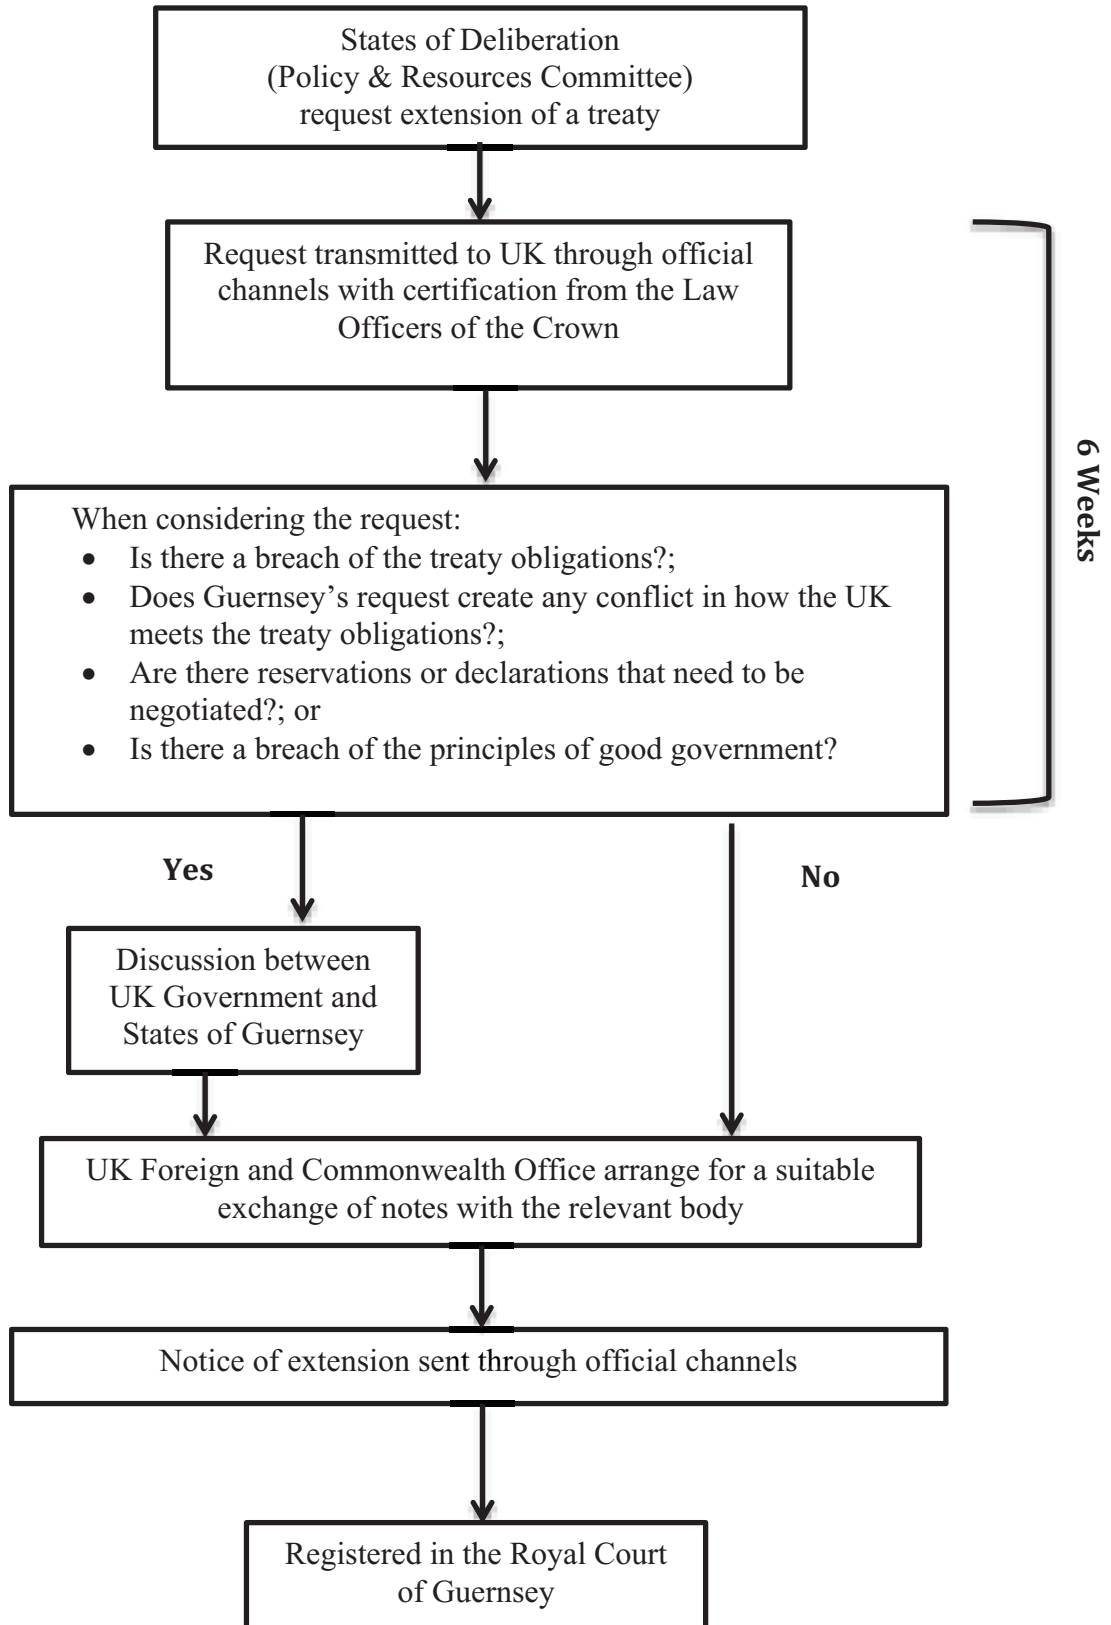 States of Deliberation
(Policy & Resources Committee)
request extension of a treaty
Request transmitted to UK through official
channels with certification from the Law
Officers of the Crown
6 Weeks
When considering the request:
• Is there a breach of the treaty obligations?;
• Does Guernsey’s request create any conflict in how the UK
meets the treaty obligations?;
• Are there reservations or declarations that need to be
negotiated?; or
• Is there a breach of the principles of good government?
Yes
No
Discussion between
UK Government and
States of Guernsey
UK Foreign and Commonwealth Office arrange for a suitable
exchange of notes with the relevant body
Notice of extension sent through official channels
Registered in the Royal Court
of Guernsey